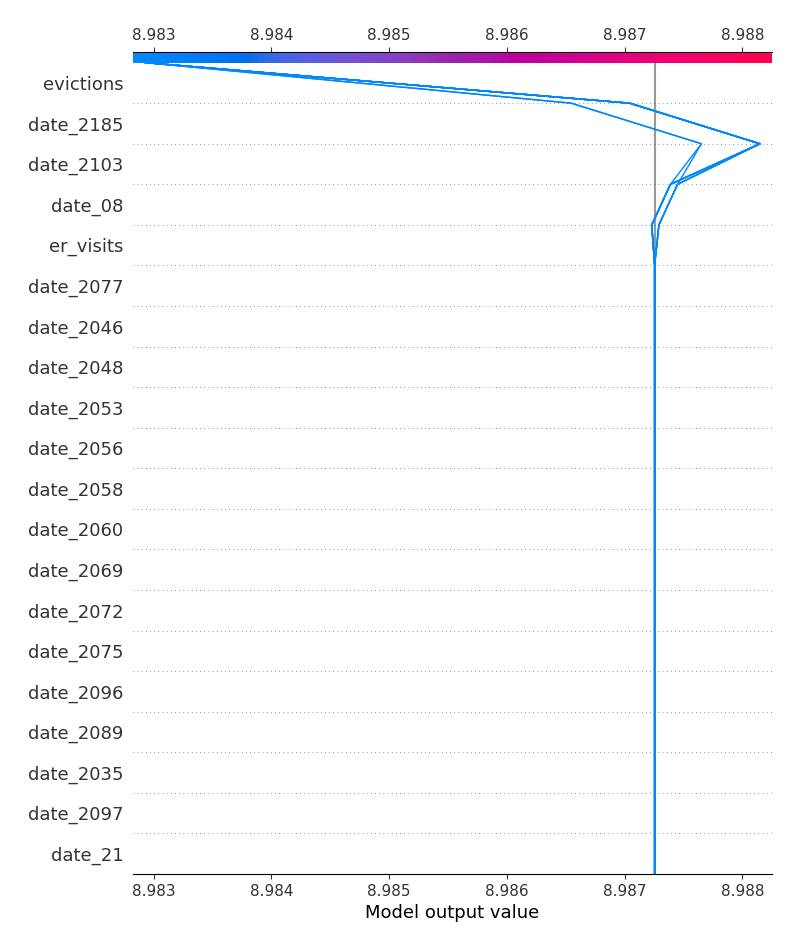 8.983 8.984 8.985 8.986 8.987 8.988
evictions
date_2185
date_2103
date_08
er_visits
date_2077
date_2046
date_2048
date_2053
date_2056
date_2058
date_2060
date_2069
date_2072
date_2075
date_2096
date_2089
date_2035
date_2097
date_21
8.983 8.984 8.985 8.986 8.987 8.988
Model output value